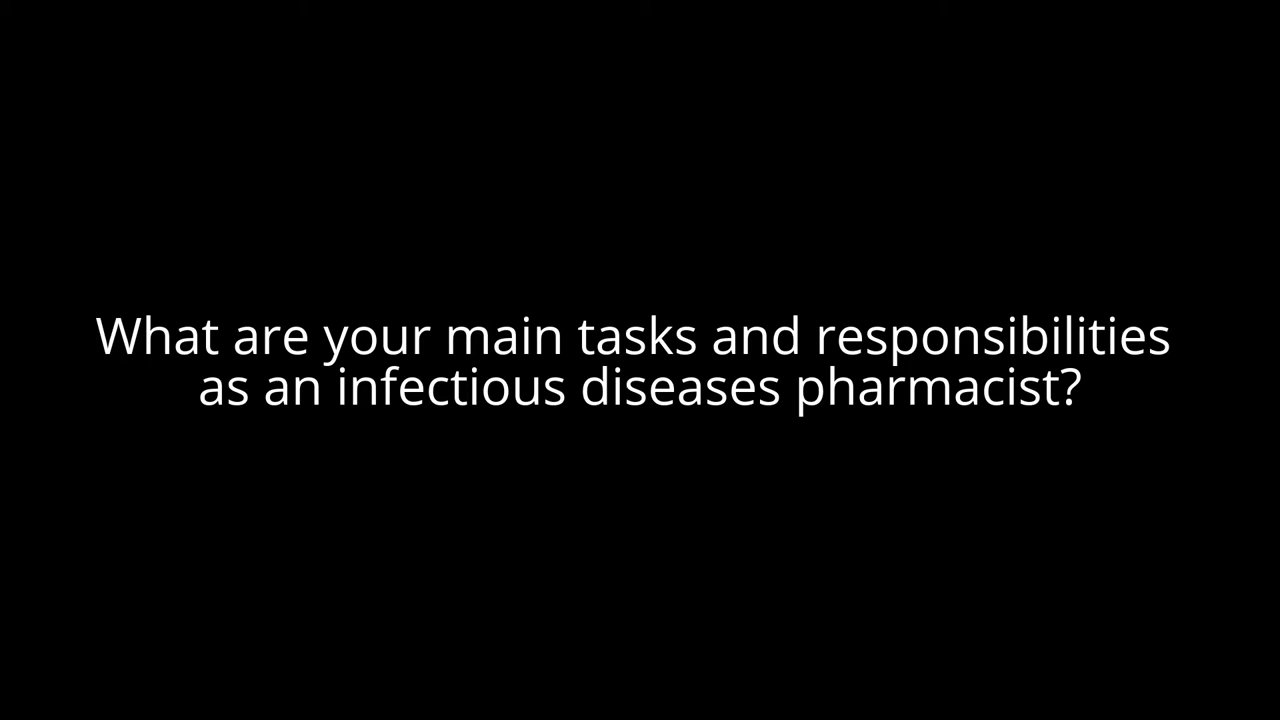 What are your main tasks and responsibilities
as an infectious diseases pharmacist?